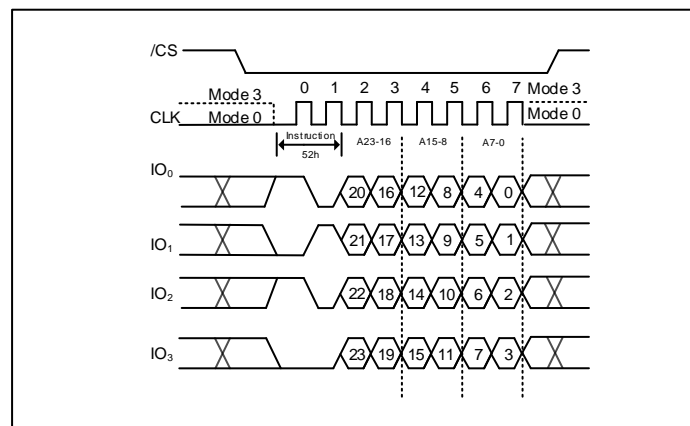 /CS
0 1 2 3 4 5 6 7
Mode 3 Mode 3
CLK Mode 0 Mode 0
Instruction A23-16 A15-8 A7-0
52h
IO0
20 16 12 8 4 0
IO1
21 17 13 9 5 1
IO2
22 18 14 10 6 2
IO3
23 19 15 11 7 3